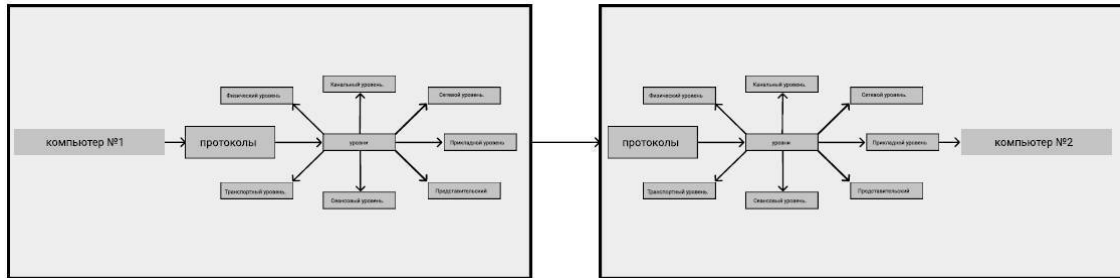 Физический уровень
Канальный уровень.
Сетевой уровень.
компьютер №1
протоколы
уровни
Прикладной уровень
Транспортный уровень.
Сеансовый уровень.
Представительский
Физический уровень.
Канальный уровень.
Сетевой уровень.
протоколы
уровни
Прикладной уровень
компьютер №2
Транспортный уровень.
Сеансовый уровень.
Представительский